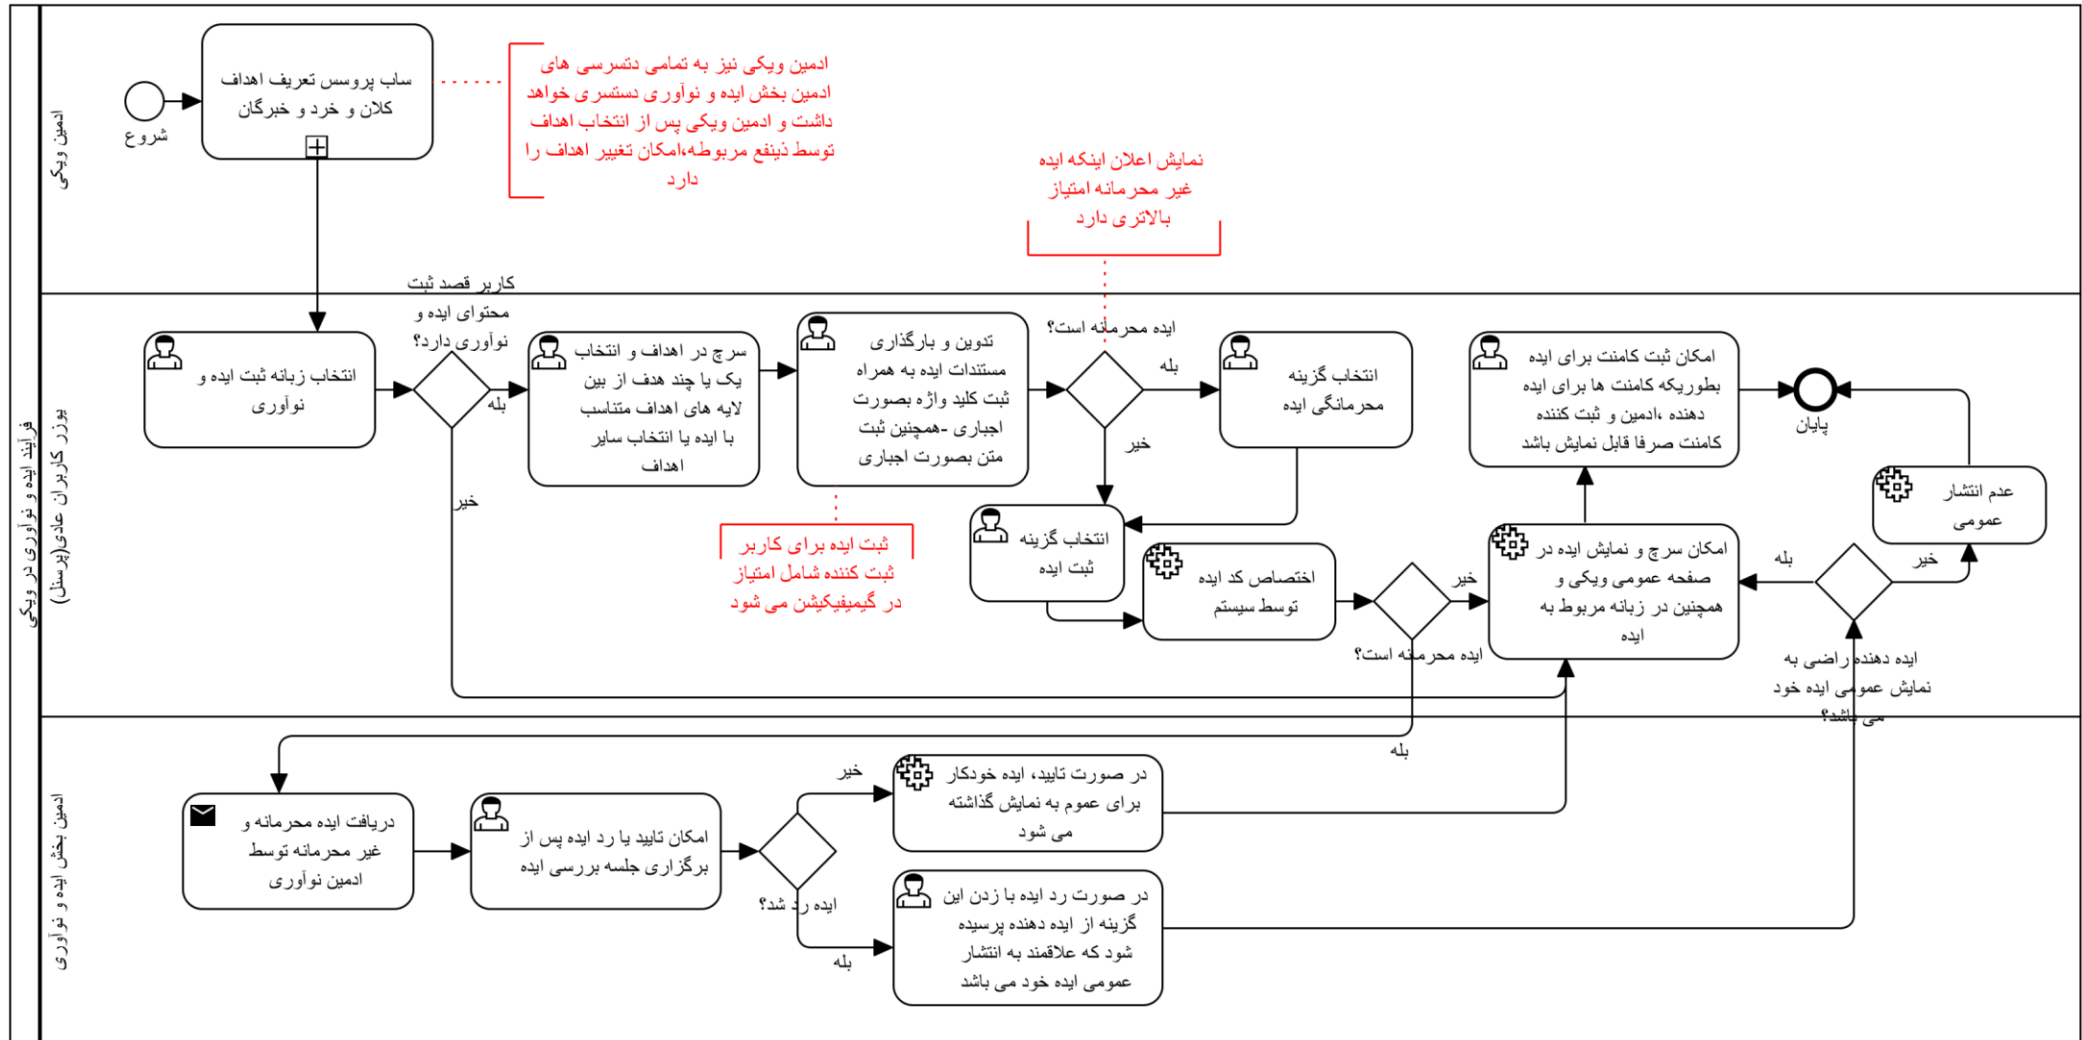 فرآیند ایده و نوآوری در ویکی
ادمین ویکی
شروع
ساب پروسس تعریف اهداف
کلان و خرد و خبرگان
ادمین ویکی نیز به تمامی دتسرسی های
ادمین بخش ایده و نوآوری دستسری خواهد
داشت و ادمین ویکی پس از انتخاب اهداف
توسط ذینفع مربوطه،امکان تغییر اهداف را
دارد
نمایش اعلان اینکه ایده
غیر محرمانه امتیاز
بالاتری دارد
یوزر کاربران عادی(پرسنل)
انتخاب زبانه ثبت ایده و
نوآوری
کاربر قصد ثبت
محتوای ایده و
نوآوری دارد؟
بله
خیر
سرچ در اهداف و انتخاب
یک یا چند هدف از بین
لایه های اهداف متناسب
با ایده یا انتخاب سایر
اهداف
تدوین و بارگذاری
مستندات ایده به همراه
ثبت کلید واژه بصورت
اجباری -همچنین ثبت
متن بصورت اجباری
ثبت ایده برای کاربر
ثبت کننده شامل امتیاز
در گیمیفیکیشن می شود
ایده محرمانه است؟
بله
خیر
انتخاب گزینه
محرمانگی ایده
انتخاب گزینه
ثبت ایده
اختصاص کد ایده
توسط سیستم
ایده محرمانه است؟
خیر
بله
امکان سرچ و نمایش ایده در
صفحه عمومی ویکی و
همچنین در زبانه مربوط به
ایده
امکان ثبت کامنت برای ایده
بطوریکه کامنت ها برای ایده
دهنده ،ادمین و ثبت کننده
کامنت صرفا قابل نمایش باشد
پایان
عدم انتشار
عمومی
بله
خیر
ایده دهنده راضی به
نمایش عمومی ایده خود
می باشد؟
ادمین بخش ایده و نوآوری
دریافت ایده محرمانه و
غیر محرمانه توسط
ادمین نوآوری
امکان تایید یا رد ایده پس از
برگزاری جلسه بررسی ایده
ایده رد شد؟
خیر
بله
در صورت تایید، ایده خودکار
برای عموم به نمایش گذاشته
می شود
در صورت رد ایده با زدن این
گزینه از ایده دهنده پرسیده
شود که علاقمند به انتشار
عمومی ایده خود می باشد